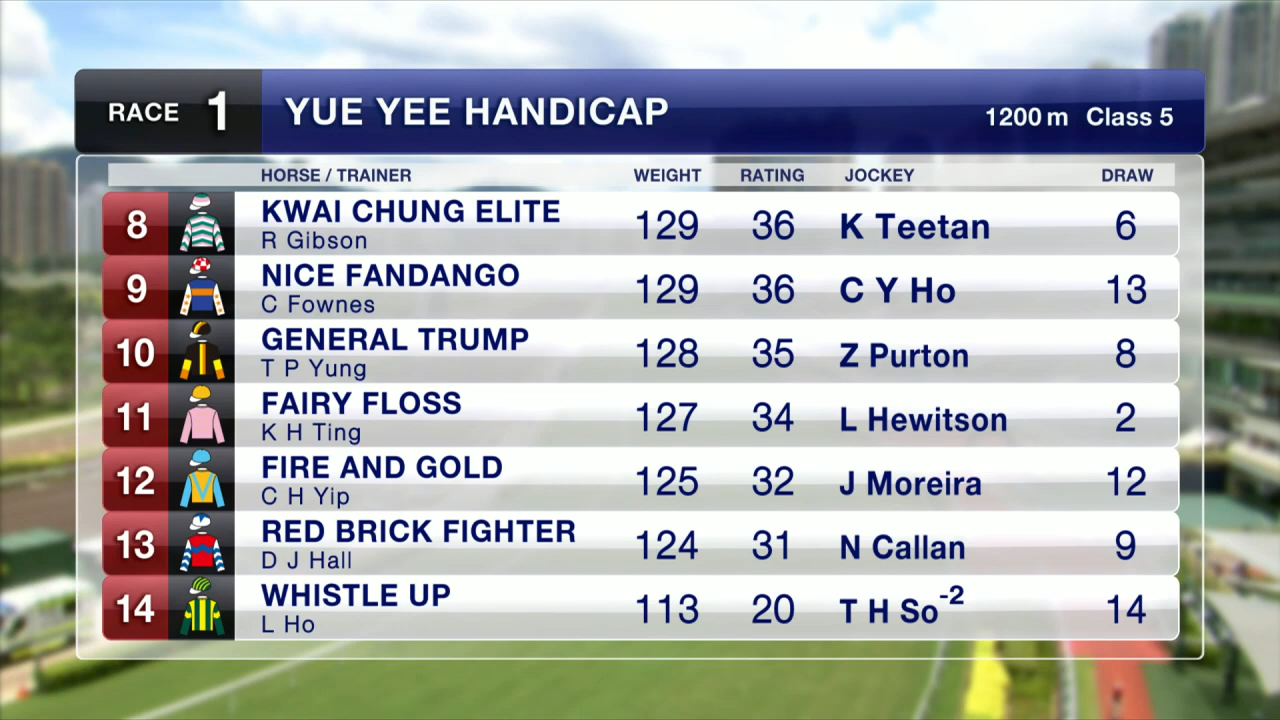 RACE 1 YUE YEE HANDICAP 1200 m Class 5
HORSE / TRAINER WEIGHT RATING JOCKEY DRAW
8 KWAI CHUNG ELITE 129 36 K Teetan 6
R Gibson
9 NICE FANDANGO 129 36 C Y Ho 13
C Fownes
10 GENERAL TRUMP 128 35 Z Purton 8
T P Yung
11 FAIRY FLOSS 127 34 L Hewitson 2
K H Ting
12 FIRE AND GOLD 125 32 J Moreira 12
C H Yip
13 RED BRICK FIGHTER 124 31 N Callan 9
D J Hall
14 WHISTLE UP 113 20 T H So-2 14
L Ho